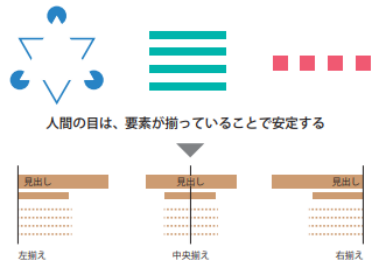 人間の目は、要素が揃っていることで安定する
見出し
見出し
見出し
左揃え
中央揃え
右揃え